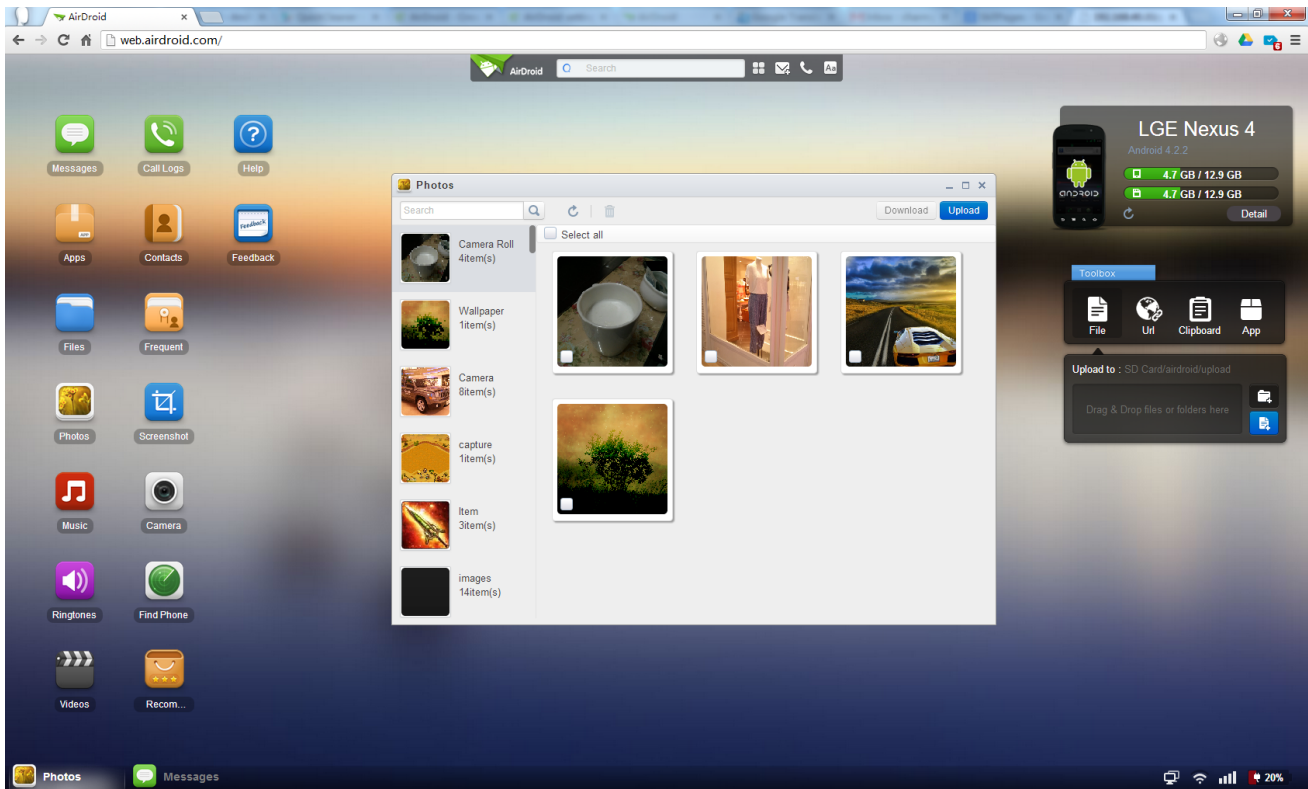 AirDroid
web.airdroid.com/
AirDroid Search
Messages
Call Logs
Help
Apps
Contacts
Feedback
Feedback
Files
Frequent
Photos
Screenshot
Music
Camera
Ringtones
Find Phone
Videos
Recom...
Photos
Search
Download
Upload
Select all
Camera Roll
4item(s)
Wallpaper
1item(s)
Camera
8item(s)
capture
1item(s)
Item
3item(s)
images
14item(s)
LGE Nexus 4
Android 4.2.2
4.7 GB / 12.9 GB
4.7 GB / 12.9 GB
Detail
Toolbox
File
Url
Clipboard
App
Upload to : SD Card/airdroid/upload
Drag & Drop files or folders here
Photos
Messages
20%